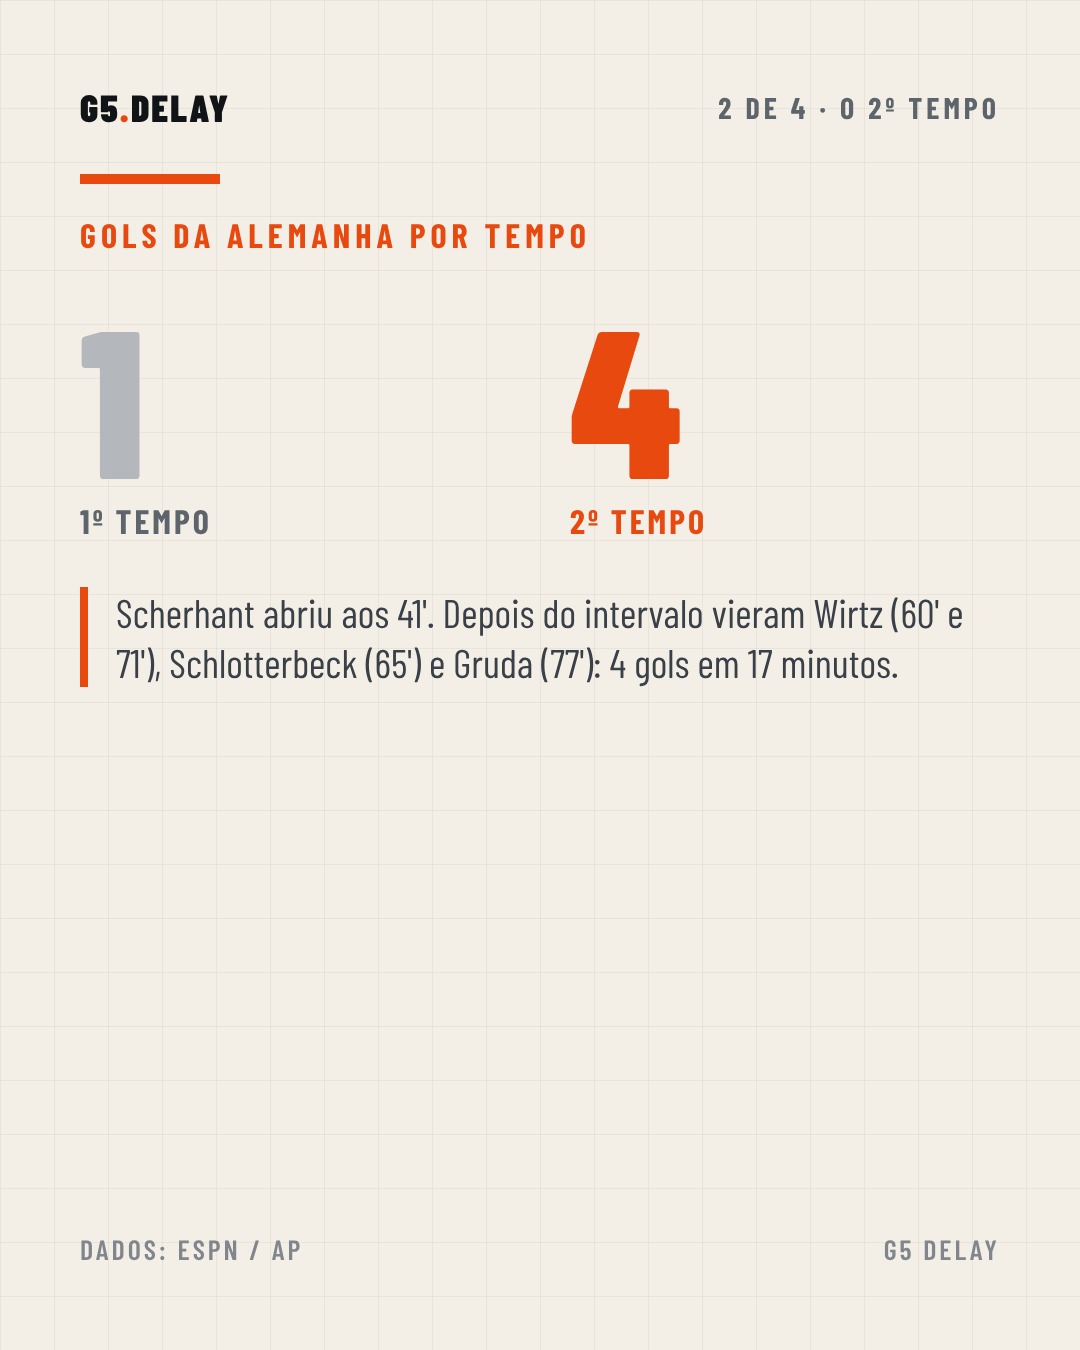 G5.DELAY
2 DE 4 · O 2º TEMPO
GOLS DA ALEMANHA POR TEMPO
1
4
1º TEMPO
2º TEMPO
Scherhant abriu aos 41'. Depois do intervalo vieram Wirtz (60' e
71'), Schlotterbeck (65') e Gruda (77'): 4 gols em 17 minutos.
DADOS: ESPN / AP
G5 DELAY